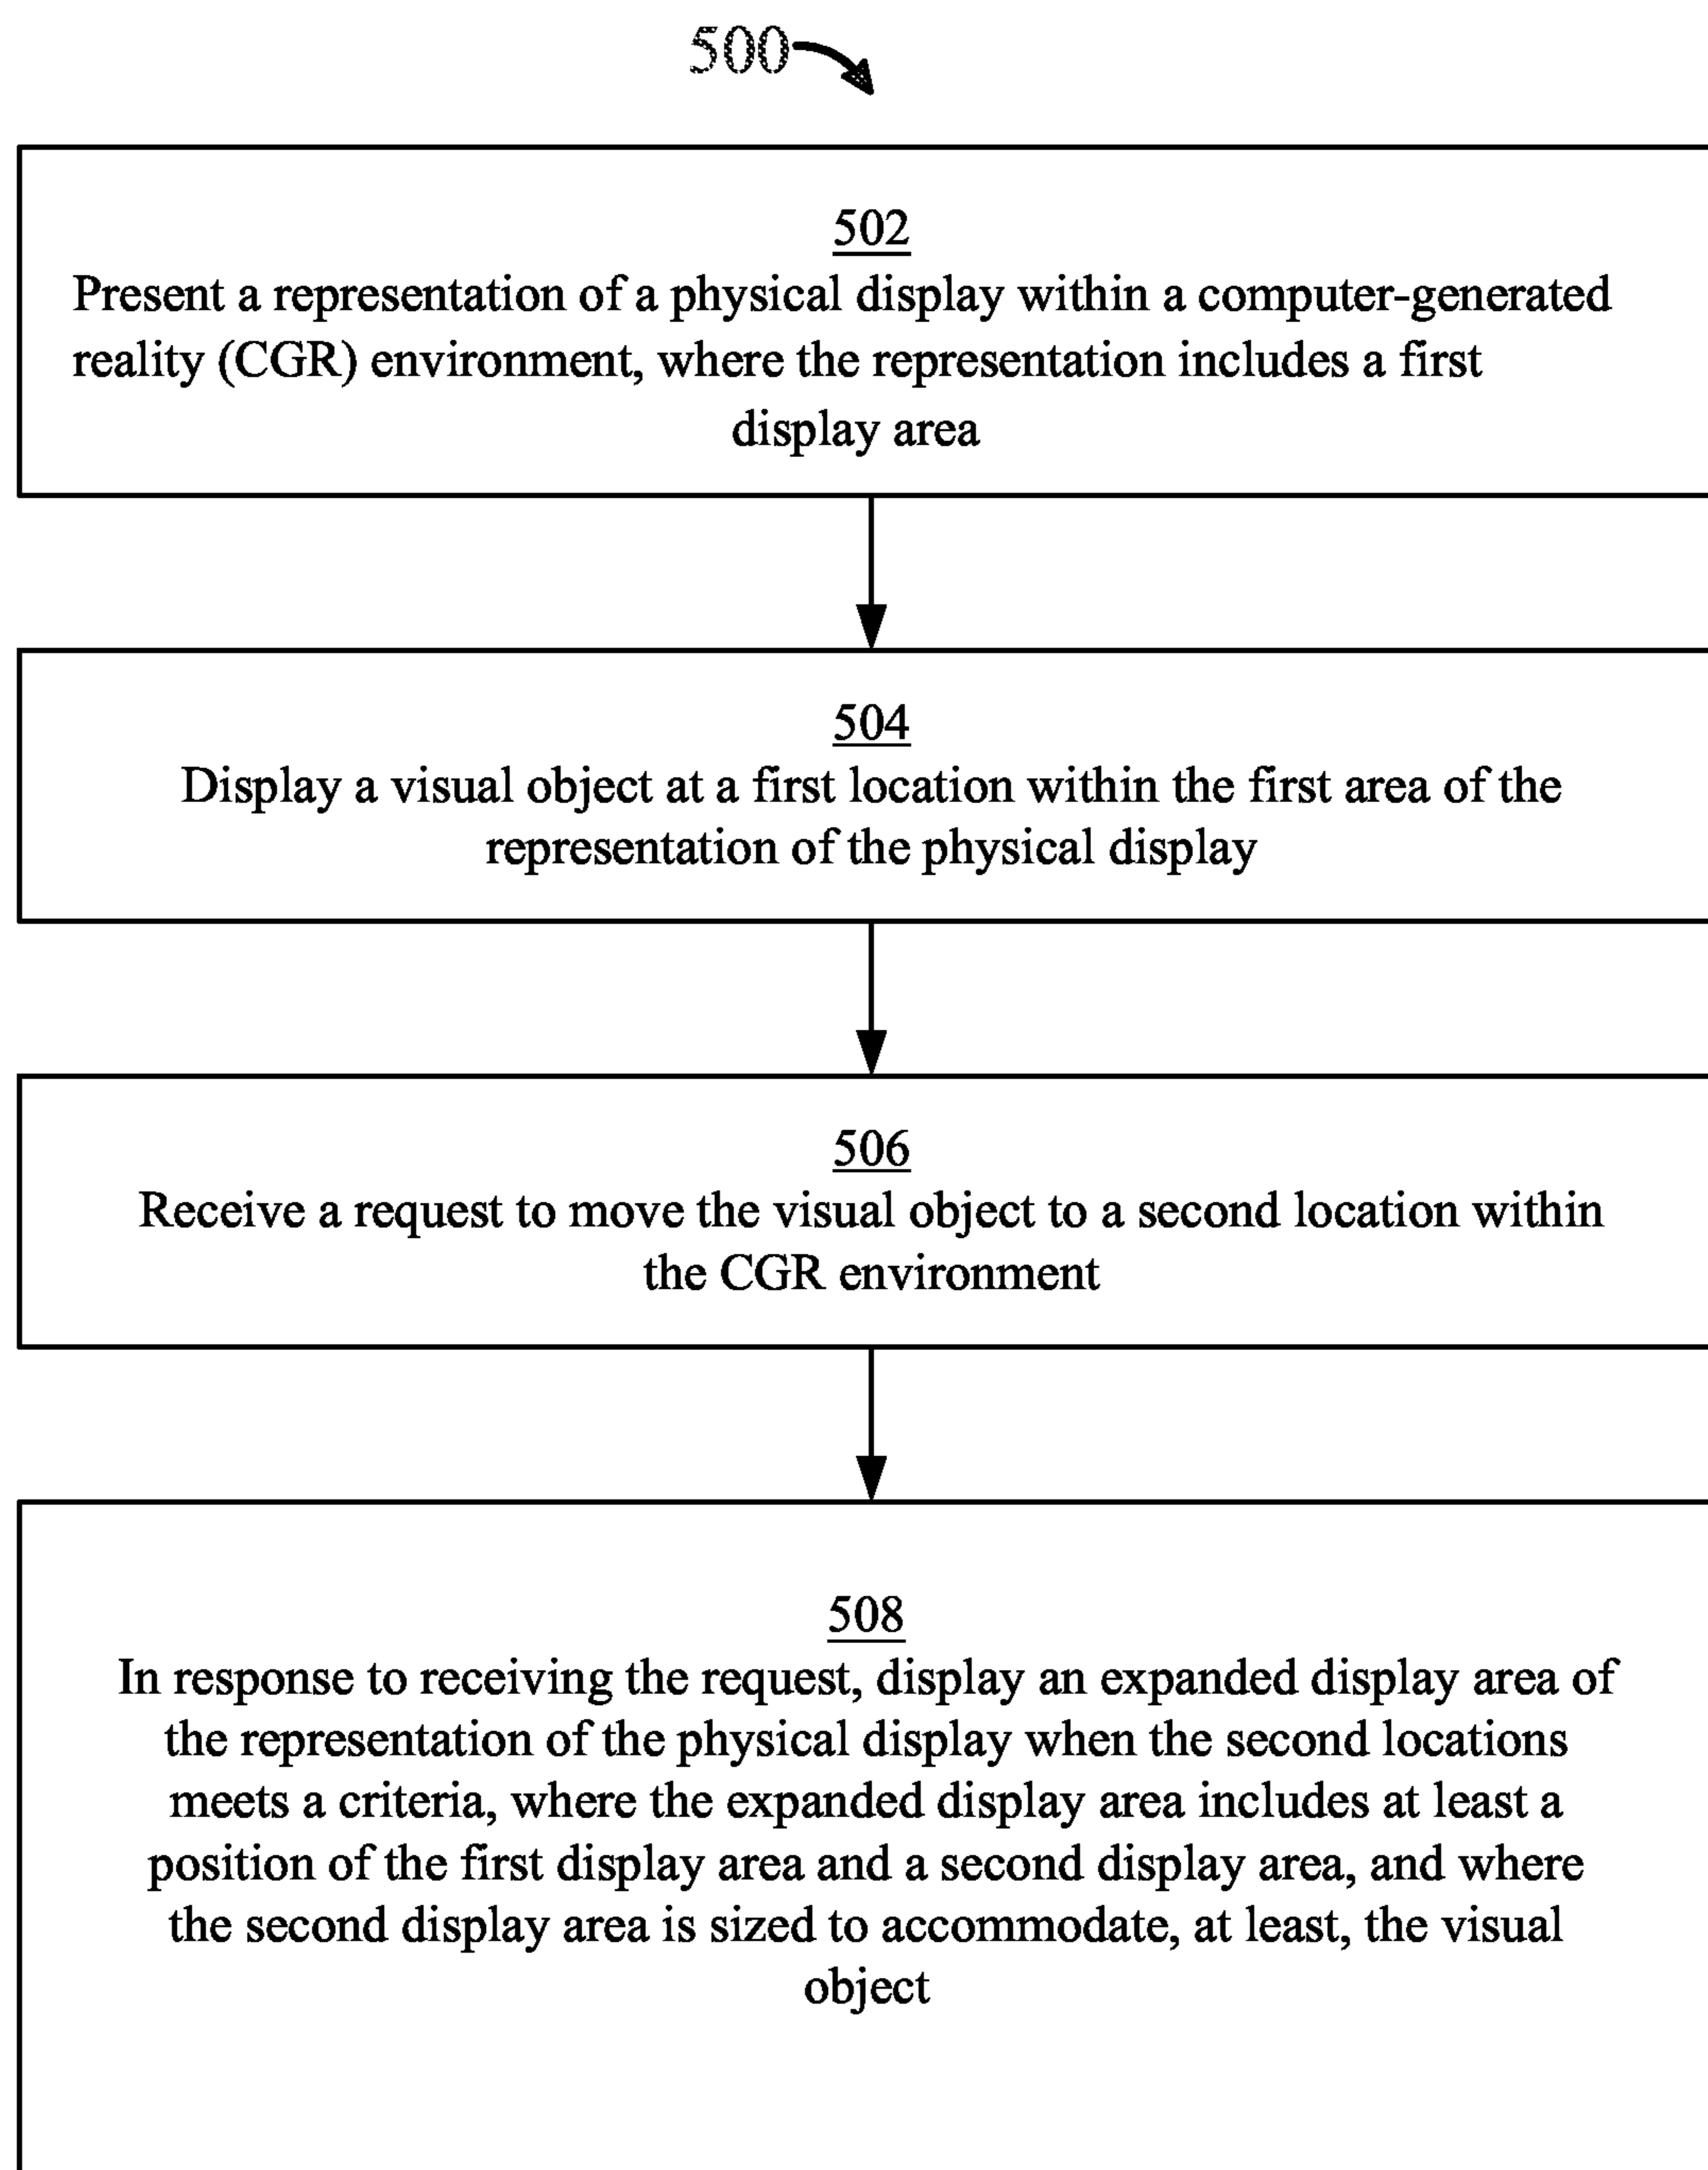 500
502
Present a representation of a physical display within a computer-generated
reality (CGR) environment, where the representation includes a first
display area
504
Display a visual object at a first location within the first area of the
representation of the physical display
506
Receive a request to move the visual object to a second location within
the CGR environment
508
In response to receiving the request, display an expanded display area of
the representation of the physical display when the second locations
meets a criteria, where the expanded display area includes at least a
position of the first display area and a second display area, and where
the second display area is sized to accommodate, at least, the visual
object